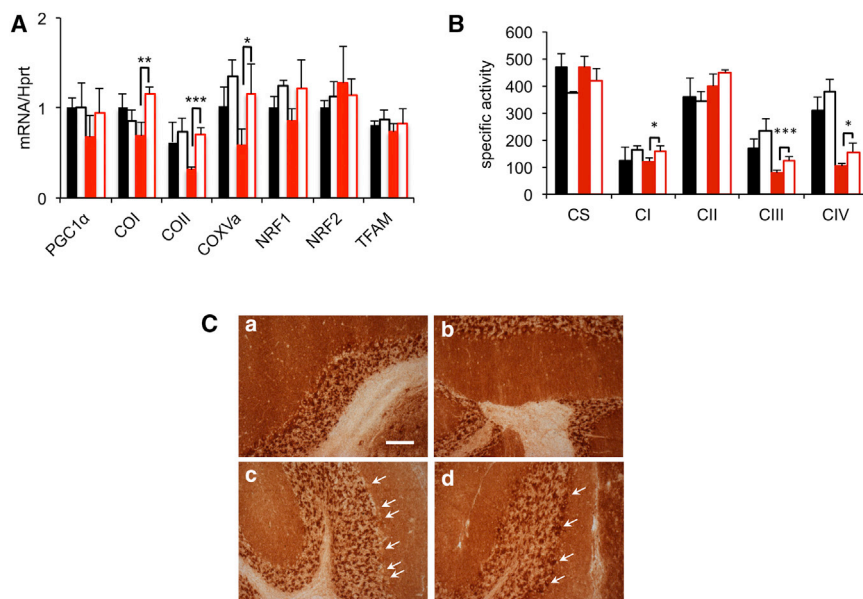 A
2
1
0
mRNA/Hprt
**
***
*
PGC1α
COI
COII
COXVa
NRF1
NRF2
TFAM
B
600
500
400
300
200
100
0
specific activity
*
***
*
CS
CI
CII
CIII
CIV
C
a
b
c
d